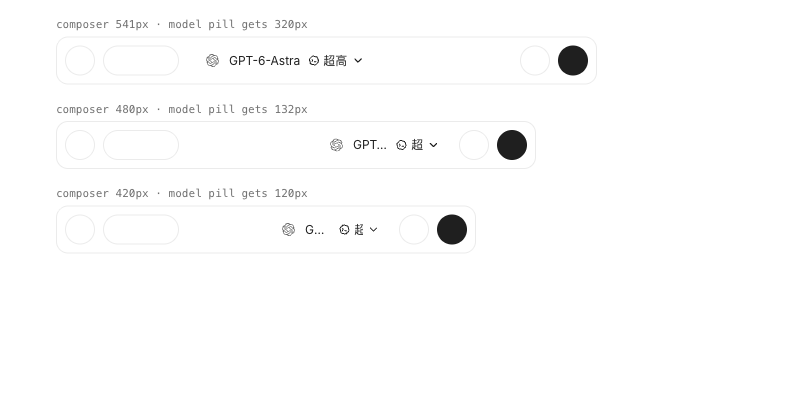 composer 541px · model pill gets 320px
GPT-6-Astra 超高
composer 480px · model pill gets 132px
GPT... 超
composer 420px · model pill gets 120px
G... 超